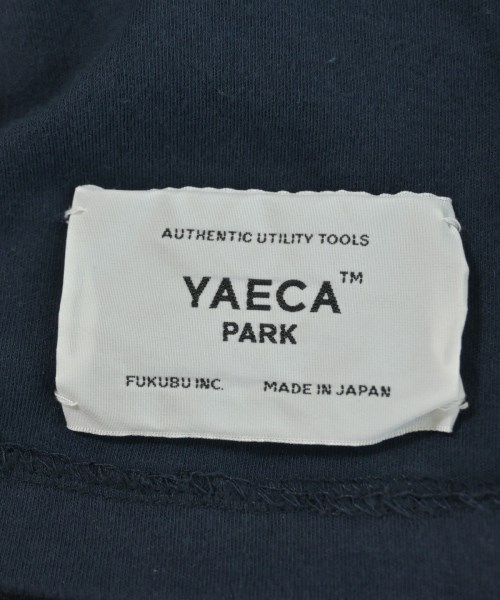 AUTHENTIC UTILITY TOOLS
YAECA™
PARK
FUKUBU INC. MADE IN JAPAN